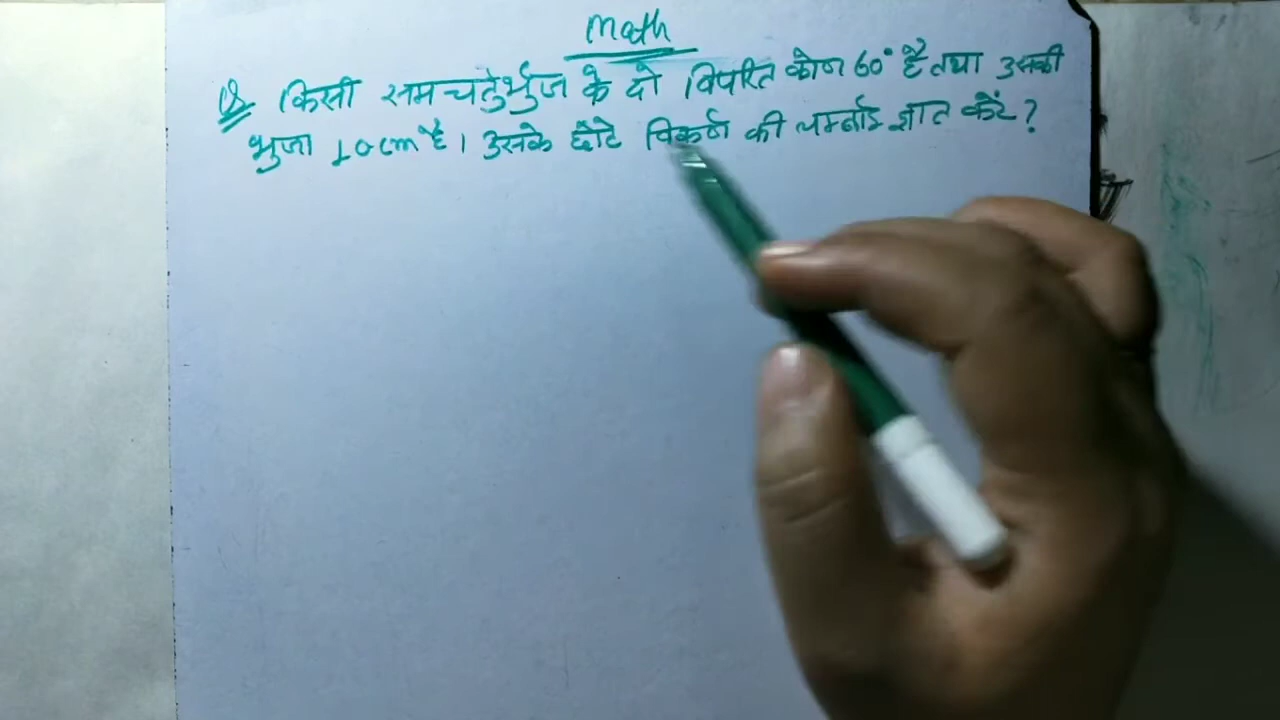 Math
Q किसी समचतुर्भुज के दो विपरित कोण 60° है तथा उसकी
भुजा 10cm है। उसके छोटे विकर्ण की लम्बाई ज्ञात करें?